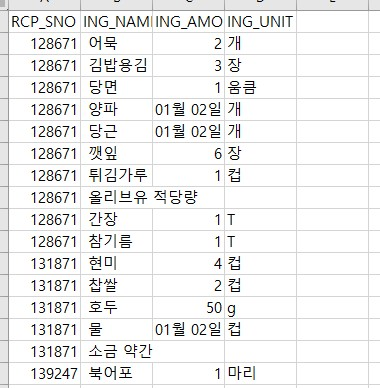 RCP_SNO ING_NAM ING_AMO ING_UNIT
128671 어묵 2 개
128671 김밥용김 3 장
128671 당면 1 움큼
128671 양파 01월 02일 개
128671 당근 01월 02일 개
128671 깻잎 6 장
128671 튀김가루 1 컵
128671 올리브유 적당량
128671 간장 1 T
128671 참기름 1 T
131871 현미 4 컵
131871 찹쌀 2 컵
131871 호두 50 g
131871 물 01월 02일 컵
131871 소금 약간
139247 북어포 1 마리